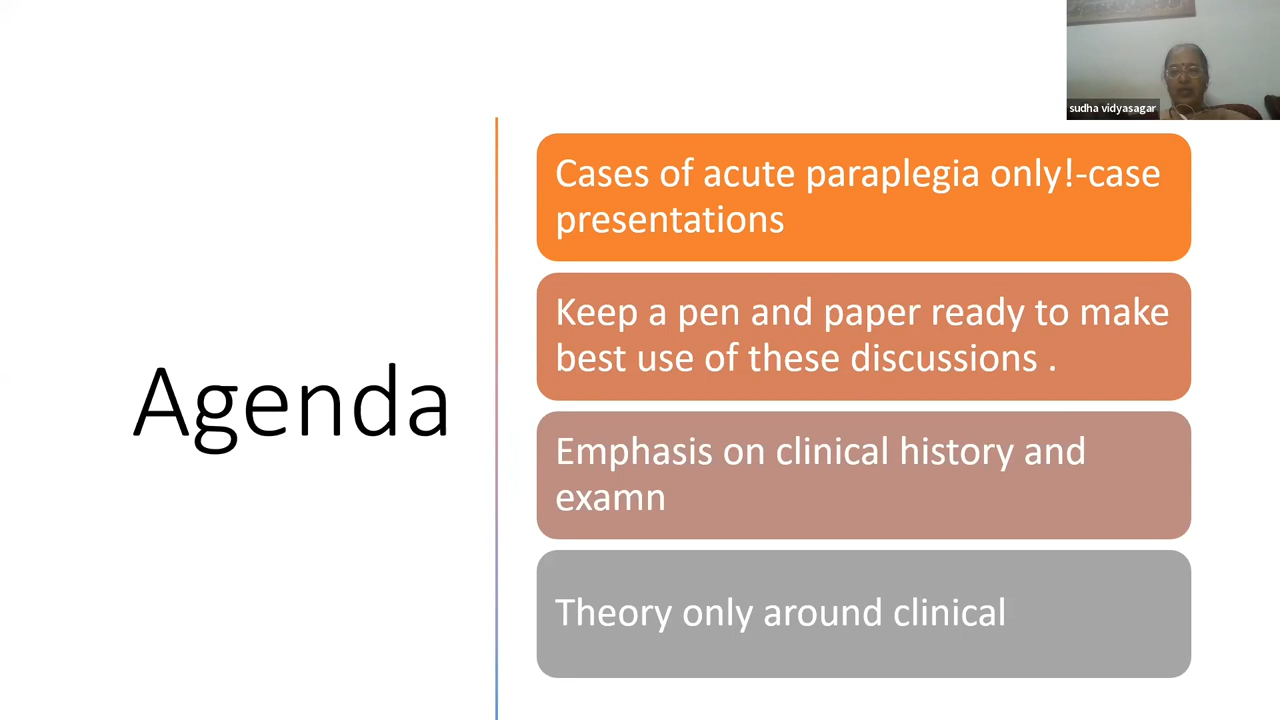 sudha vidyasagar
Agenda
Cases of acute paraplegia only!-case
presentations
Keep a pen and paper ready to make
best use of these discussions .
Emphasis on clinical history and
examn
Theory only around clinical